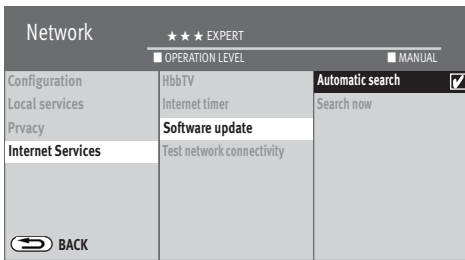 Network
★ ★ ★ EXPERT
OPERATION LEVEL
MANUAL
Configuration
Local services
Prvacy
Internet Services
HbbTV
Internet timer
Software update
Test network connectivity
Automatic search
Search now
BACK